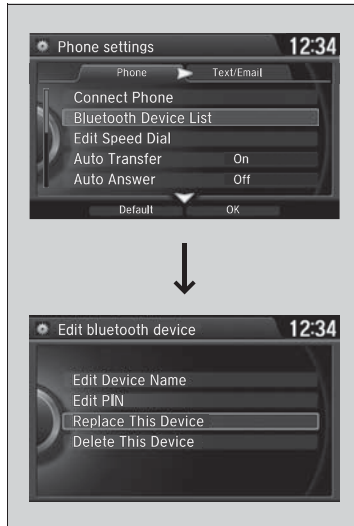 Phone settings 12:34
Phone Text/Email
Connect Phone
Bluetooth Device List
Edit Speed Dial
Auto Transfer On
Auto Answer Off
Default OK
Edit bluetooth device 12:34
Edit Device Name
Edit PIN
Replace This Device
Delete This Device